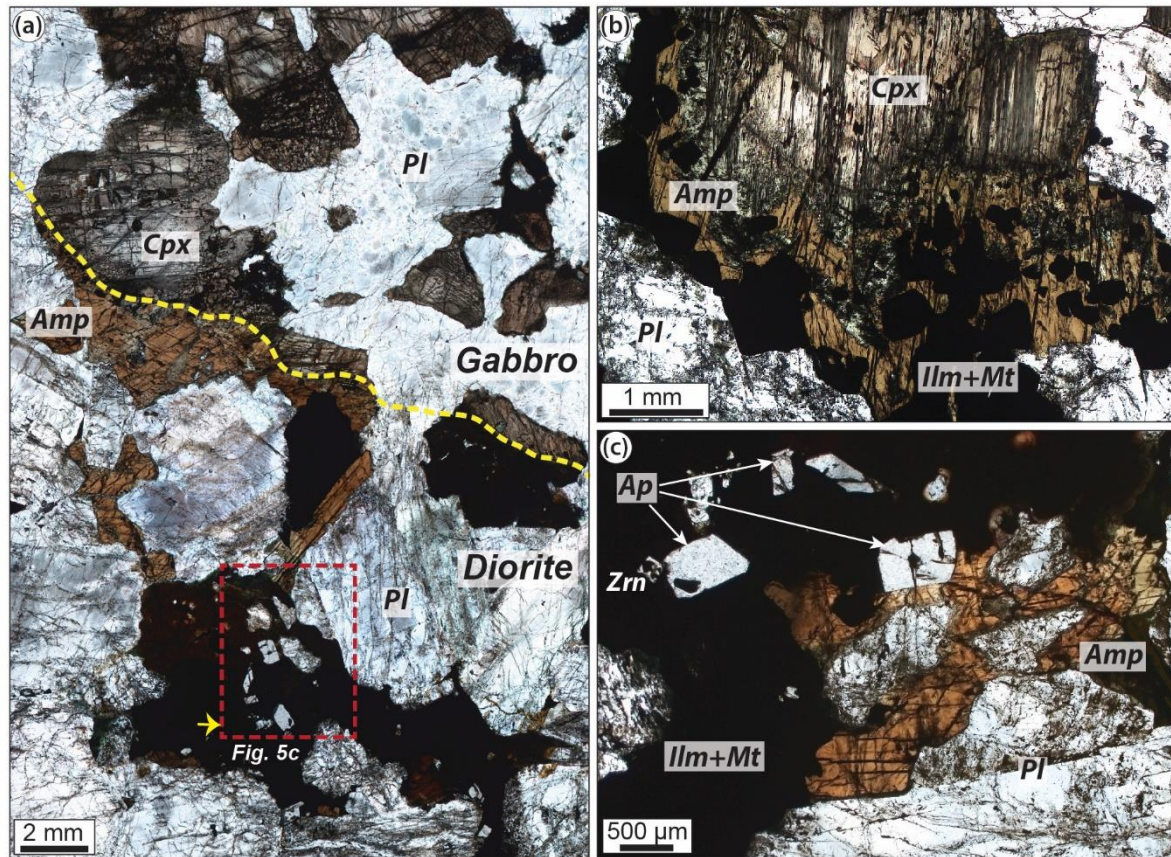 (a)
Pl
Cpx
Amp
Gabbro
Diorite
Pl
Fig. 5c
2 mm
(b)
Cpx
Amp
Pl
Ilm+Mt
1 mm
(c)
Ap
Zrn
Amp
Ilm+Mt
Pl
500 µm